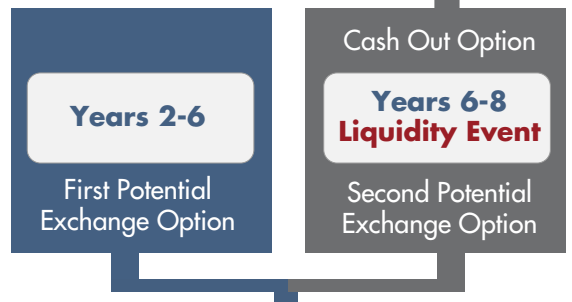 Years 2-6
First Potential
Exchange Option
Cash Out Option
Years 6-8
Liquidity Event
Second Potential
Exchange Option